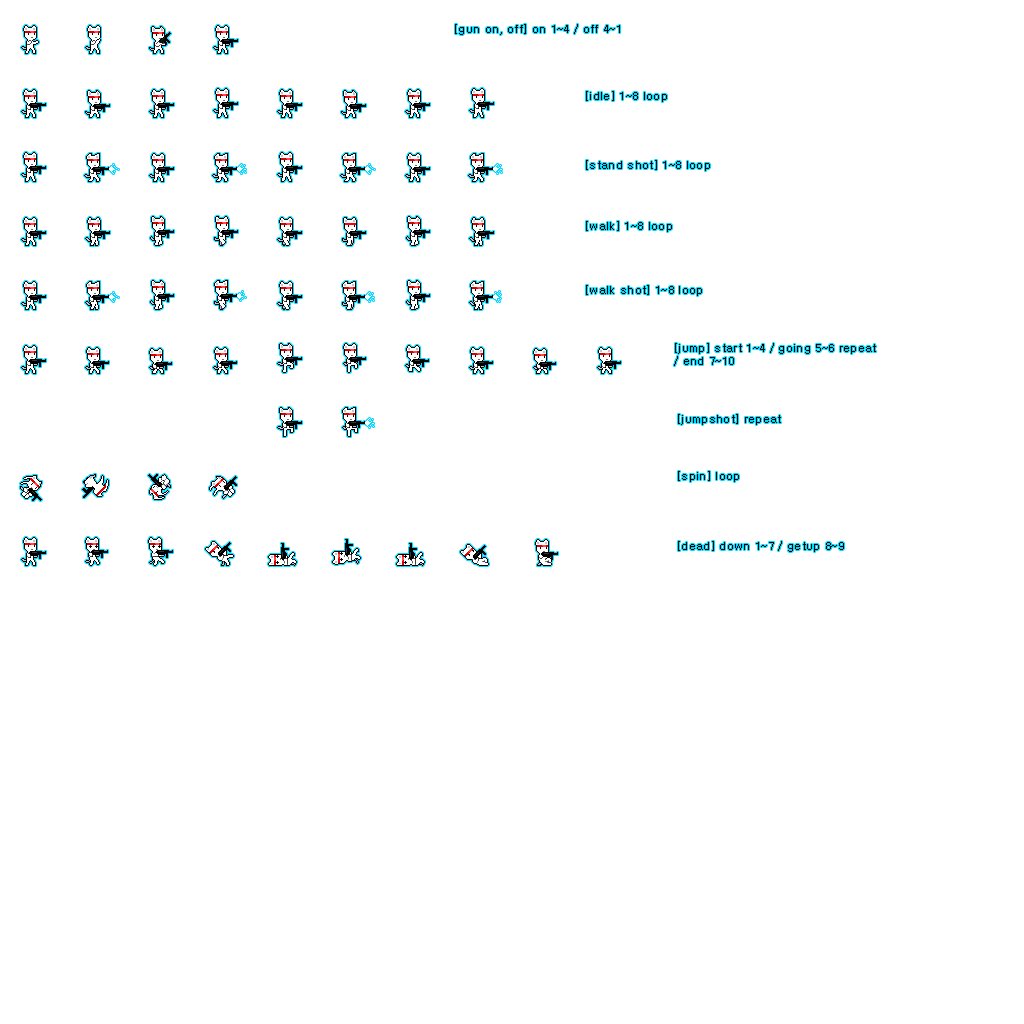 [gun on, off] on 1~4 / off 4~1
[idle] 1~8 loop
[stand shot] 1~8 loop
[walk] 1~8 loop
[walk shot] 1~8 loop
[jump] start 1~4 / going 5~6 repeat
/ end 7~10
[jumpshot] repeat
[spin] loop
[dead] down 1~7 / getup 8~9